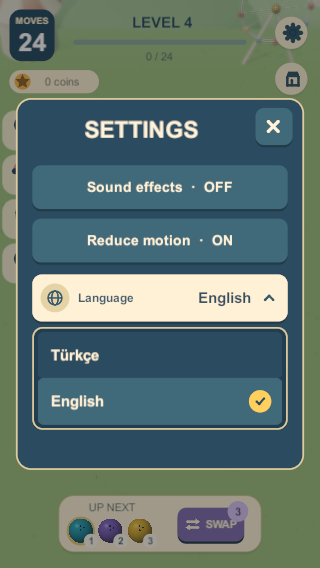 MOVES
24
LEVEL 4
0 / 24
0 coins
SETTINGS
Sound effects · OFF
Reduce motion · ON
Language English
Türkçe
English
UP NEXT
1 2 3
SWAP 3